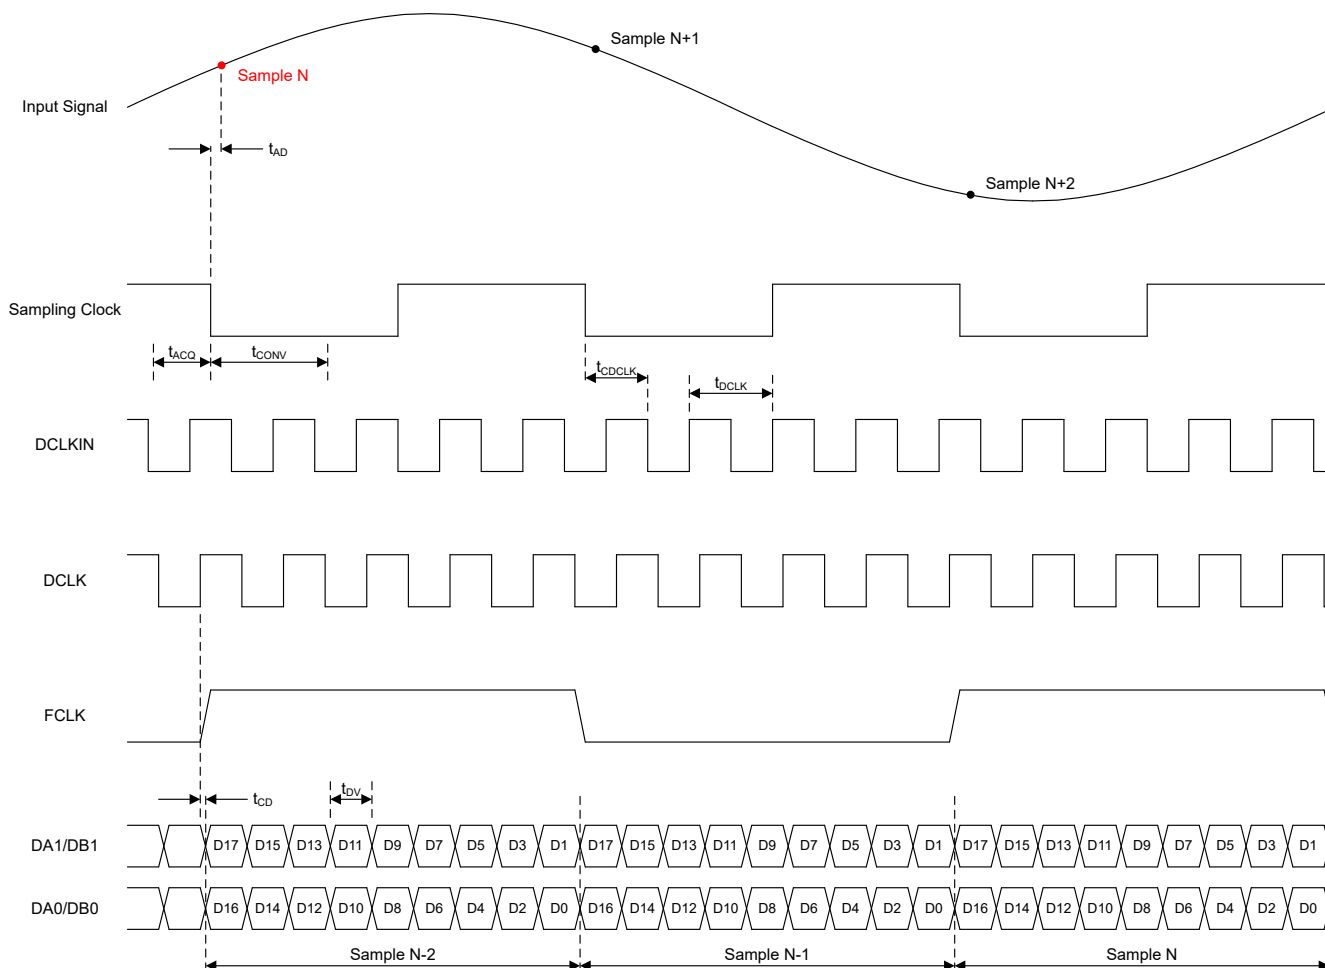 Sample N+1
Sample N
Input Signal
tAD
Sample N+2
Sampling Clock
tACQ tCONV tCDCLK tDCLK
DCLKIN
DCLK
FCLK
tCD tDV
DA1/DB1 D17 D15 D13 D11 D9 D7 D5 D3 D1 D17 D15 D13 D11 D9 D7 D5 D3 D1 D17 D15 D13 D11 D9 D7 D5 D3 D1
DA0/DB0 D16 D14 D12 D10 D8 D6 D4 D2 D0 D16 D14 D12 D10 D8 D6 D4 D2 D0 D16 D14 D12 D10 D8 D6 D4 D2 D0
Sample N-2 Sample N-1 Sample N